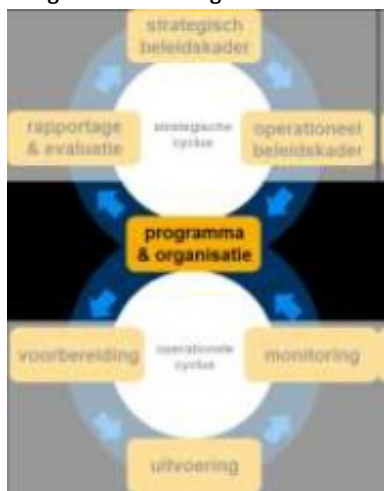 strategisch
beleidskader
rapportage
& evaluatie
strategische
cyclus
operationeel
beleidskader
programma
& organisatie
voorbereiding
operationele
cyclus
monitoring
uitvoering